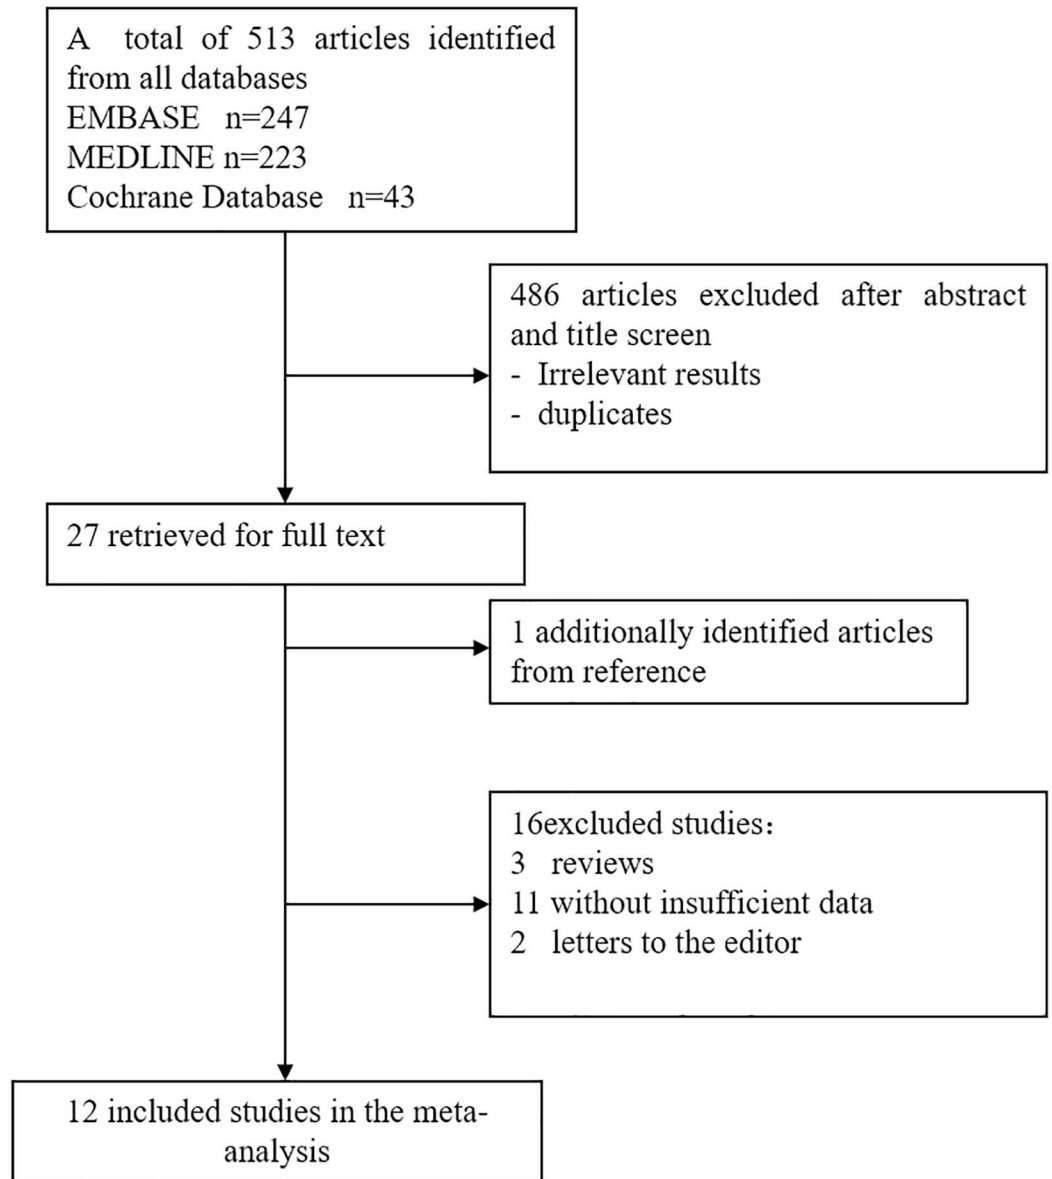 A total of 513 articles identified
from all databases
EMBASE n=247
MEDLINE n=223
Cochrane Database n=43
486 articles excluded after abstract
and title screen
- Irrelevant results
- duplicates
27 retrieved for full text
1 additionally identified articles
from reference
16excluded studies：
3 reviews
11 without insufficient data
2 letters to the editor
12 included studies in the meta-
analysis